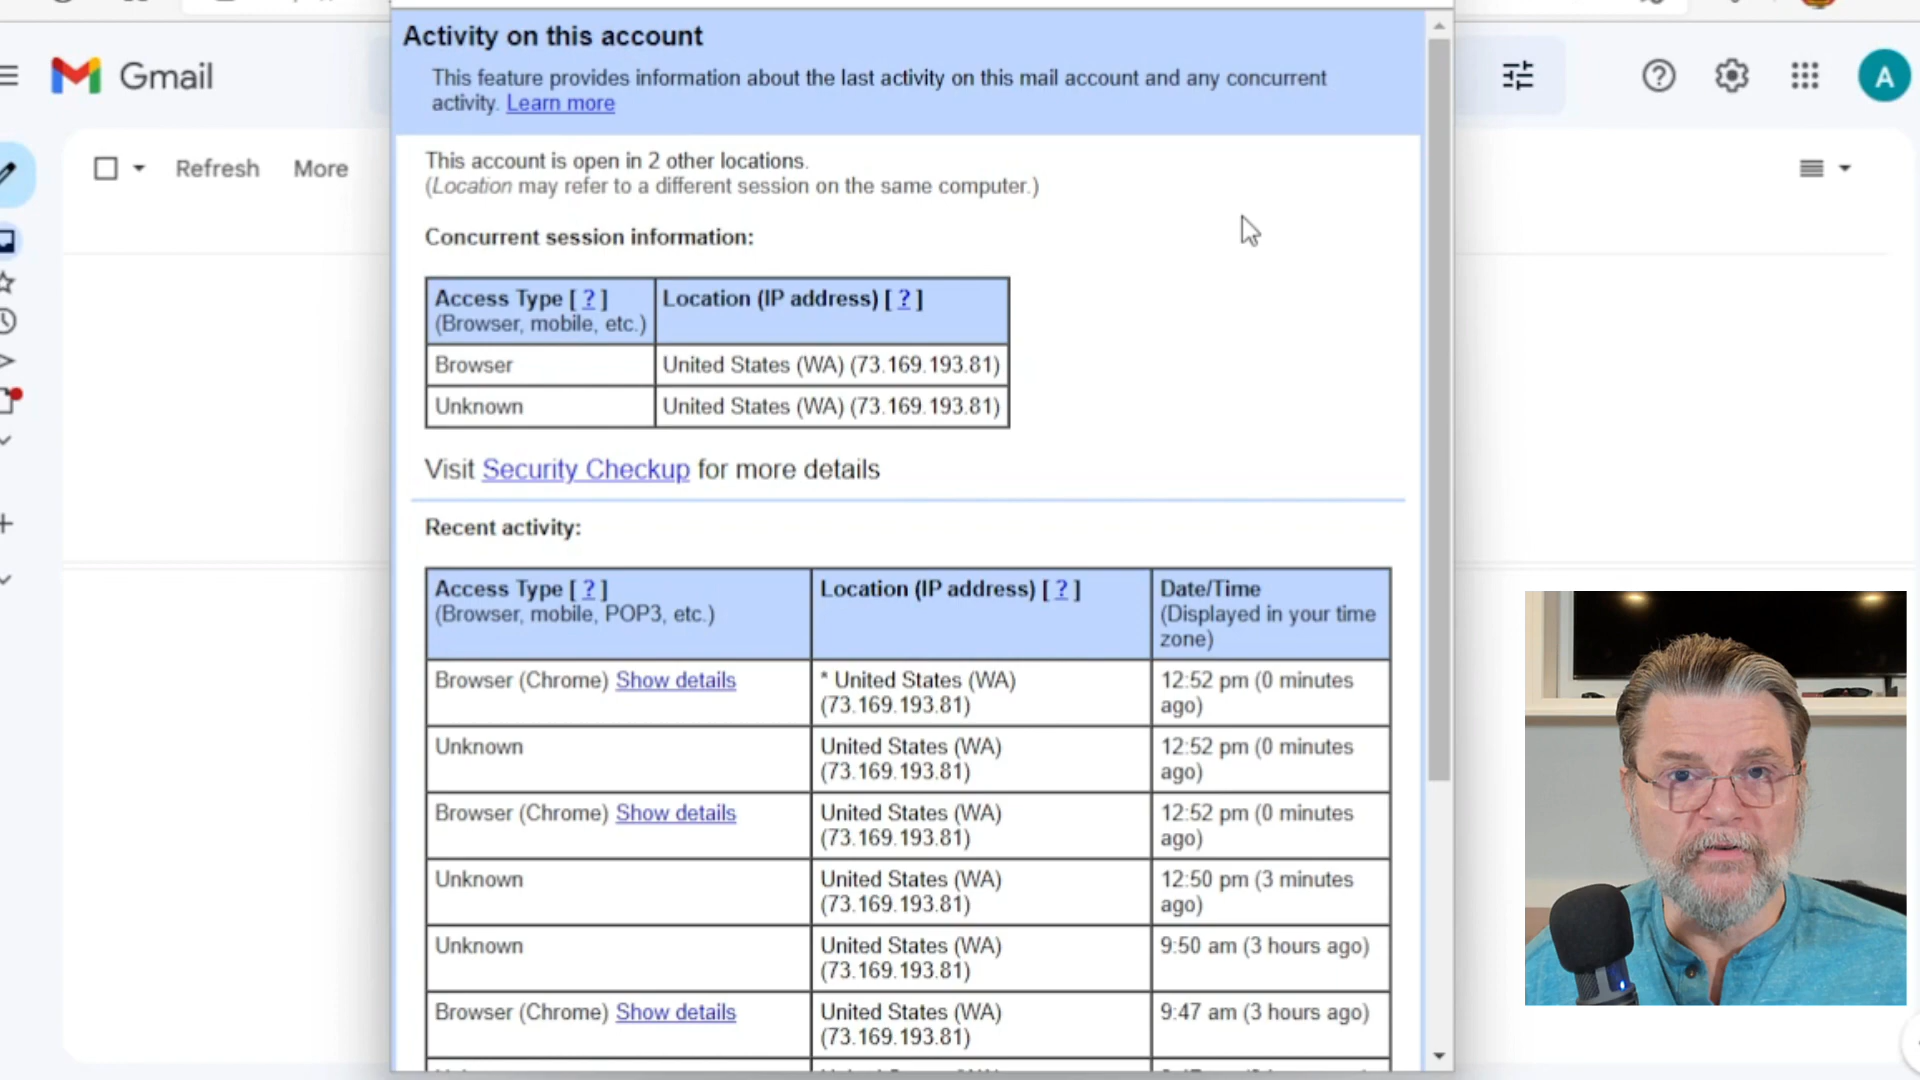 Activity on this account
This feature provides information about the last activity on this mail account and any concurrent
activity. Learn more
Gmail
A
Refresh More
This account is open in 2 other locations.
(Location may refer to a different session on the same computer.)
Concurrent session information:
Access Type [ ? ] Location (IP address) [ ? ]
(Browser, mobile, etc.)
Browser United States (WA) (73.169.193.81)
Unknown United States (WA) (73.169.193.81)
Visit Security Checkup for more details
Recent activity:
Access Type [ ? ] Location (IP address) [ ? ] Date/Time
(Browser, mobile, POP3, etc.) (Displayed in your time
zone)
Browser (Chrome) Show details * United States (WA) 12:52 pm (0 minutes
(73.169.193.81) ago)
Unknown United States (WA) 12:52 pm (0 minutes
(73.169.193.81) ago)
Browser (Chrome) Show details United States (WA) 12:52 pm (0 minutes
(73.169.193.81) ago)
Unknown United States (WA) 12:50 pm (3 minutes
(73.169.193.81) ago)
Unknown United States (WA) 9:50 am (3 hours ago)
(73.169.193.81)
Browser (Chrome) Show details United States (WA) 9:47 am (3 hours ago)
(73.169.193.81)